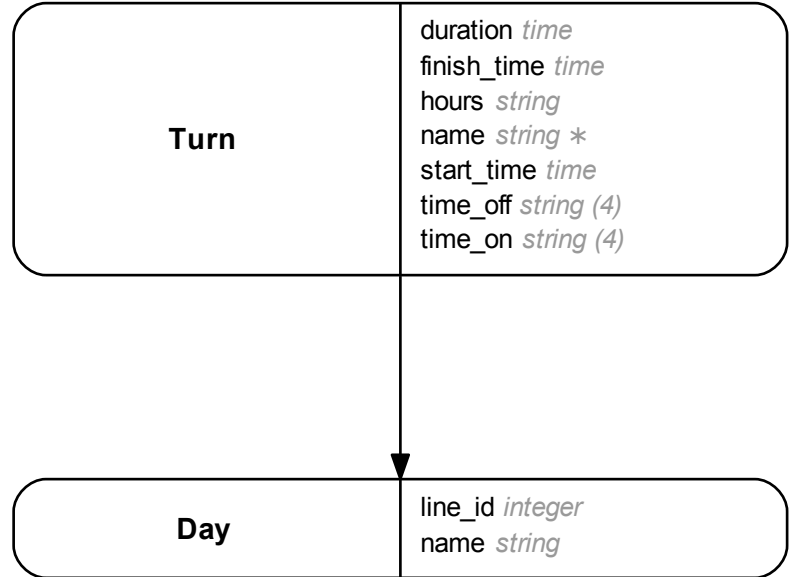 Turn
duration time
finish_time time
hours string
name string ∗
start_time time
time_off string (4)
time_on string (4)
Day
line_id integer
name string